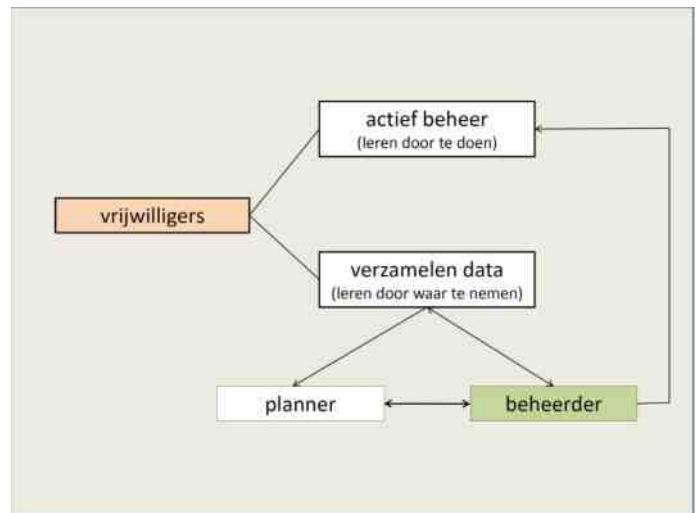 actief beheer
(leren door te doen)
vrijwilligers
verzamelen data
(leren door waar te nemen)
planner
beheerder